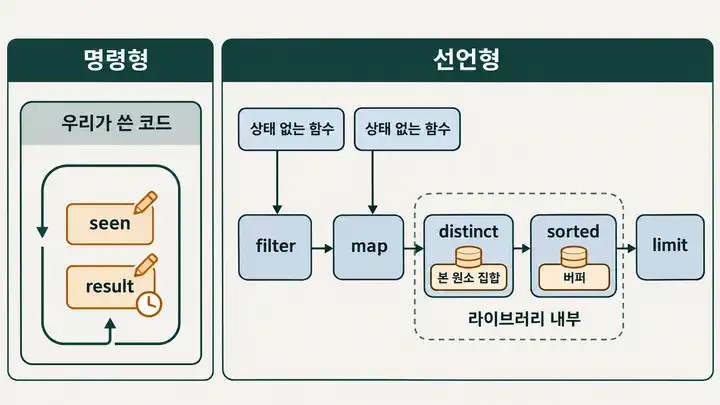 명령형
우리가 쓴 코드
seen
result
선언형
상태 없는 함수
상태 없는 함수
filter
map
distinct
본 원소 집합
sorted
버퍼
limit
라이브러리 내부